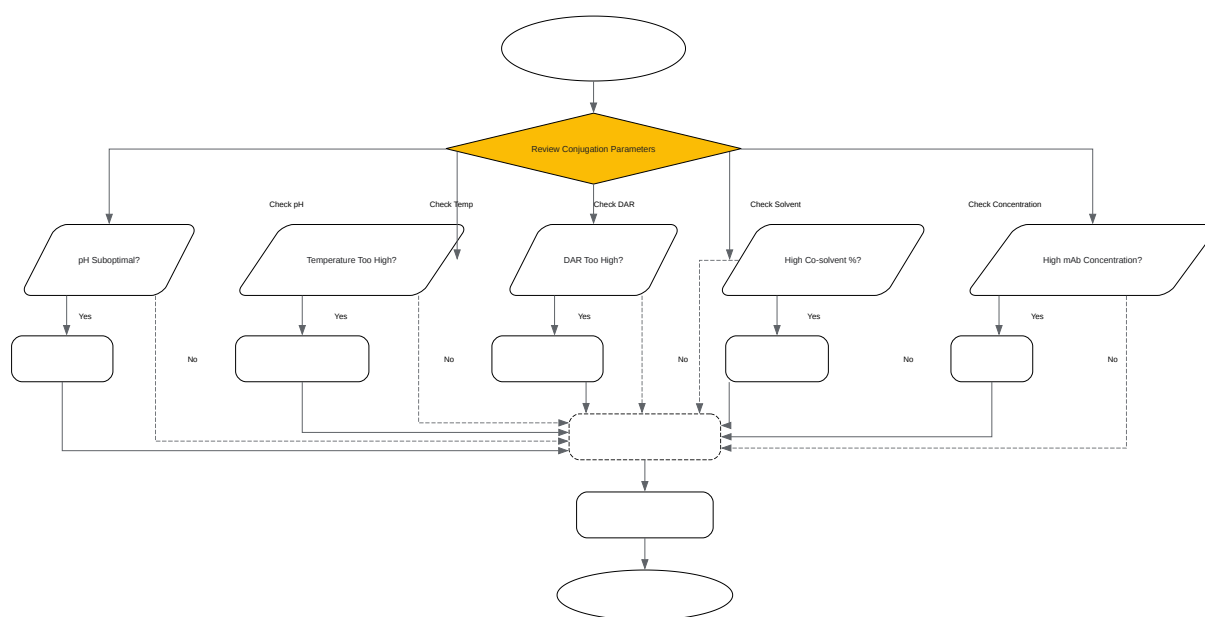 Review Conjugation Parameters
Check pH
Check Temp
Check DAR
Check Solvent
Check Concentration
pH Suboptimal?
Temperature Too High?
DAR Too High?
High Co-solvent %?
High mAb Concentration?
Yes
Yes
Yes
Yes
Yes
No
No
No
No
No